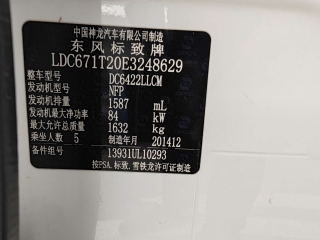 中国神龙汽车有限公司制造
东风标致牌
LDC671T20E3248629
整车型号 DC6422LLCM
发动机型号 NFP
发动机排量 1587 mL
发动机最大净功率 84 kW
最大允许总质量 1632 kg
乘坐人数 5 制造年月 201412
备件组号 13931UL10293
按PSA.标致.雪铁龙许可证制造